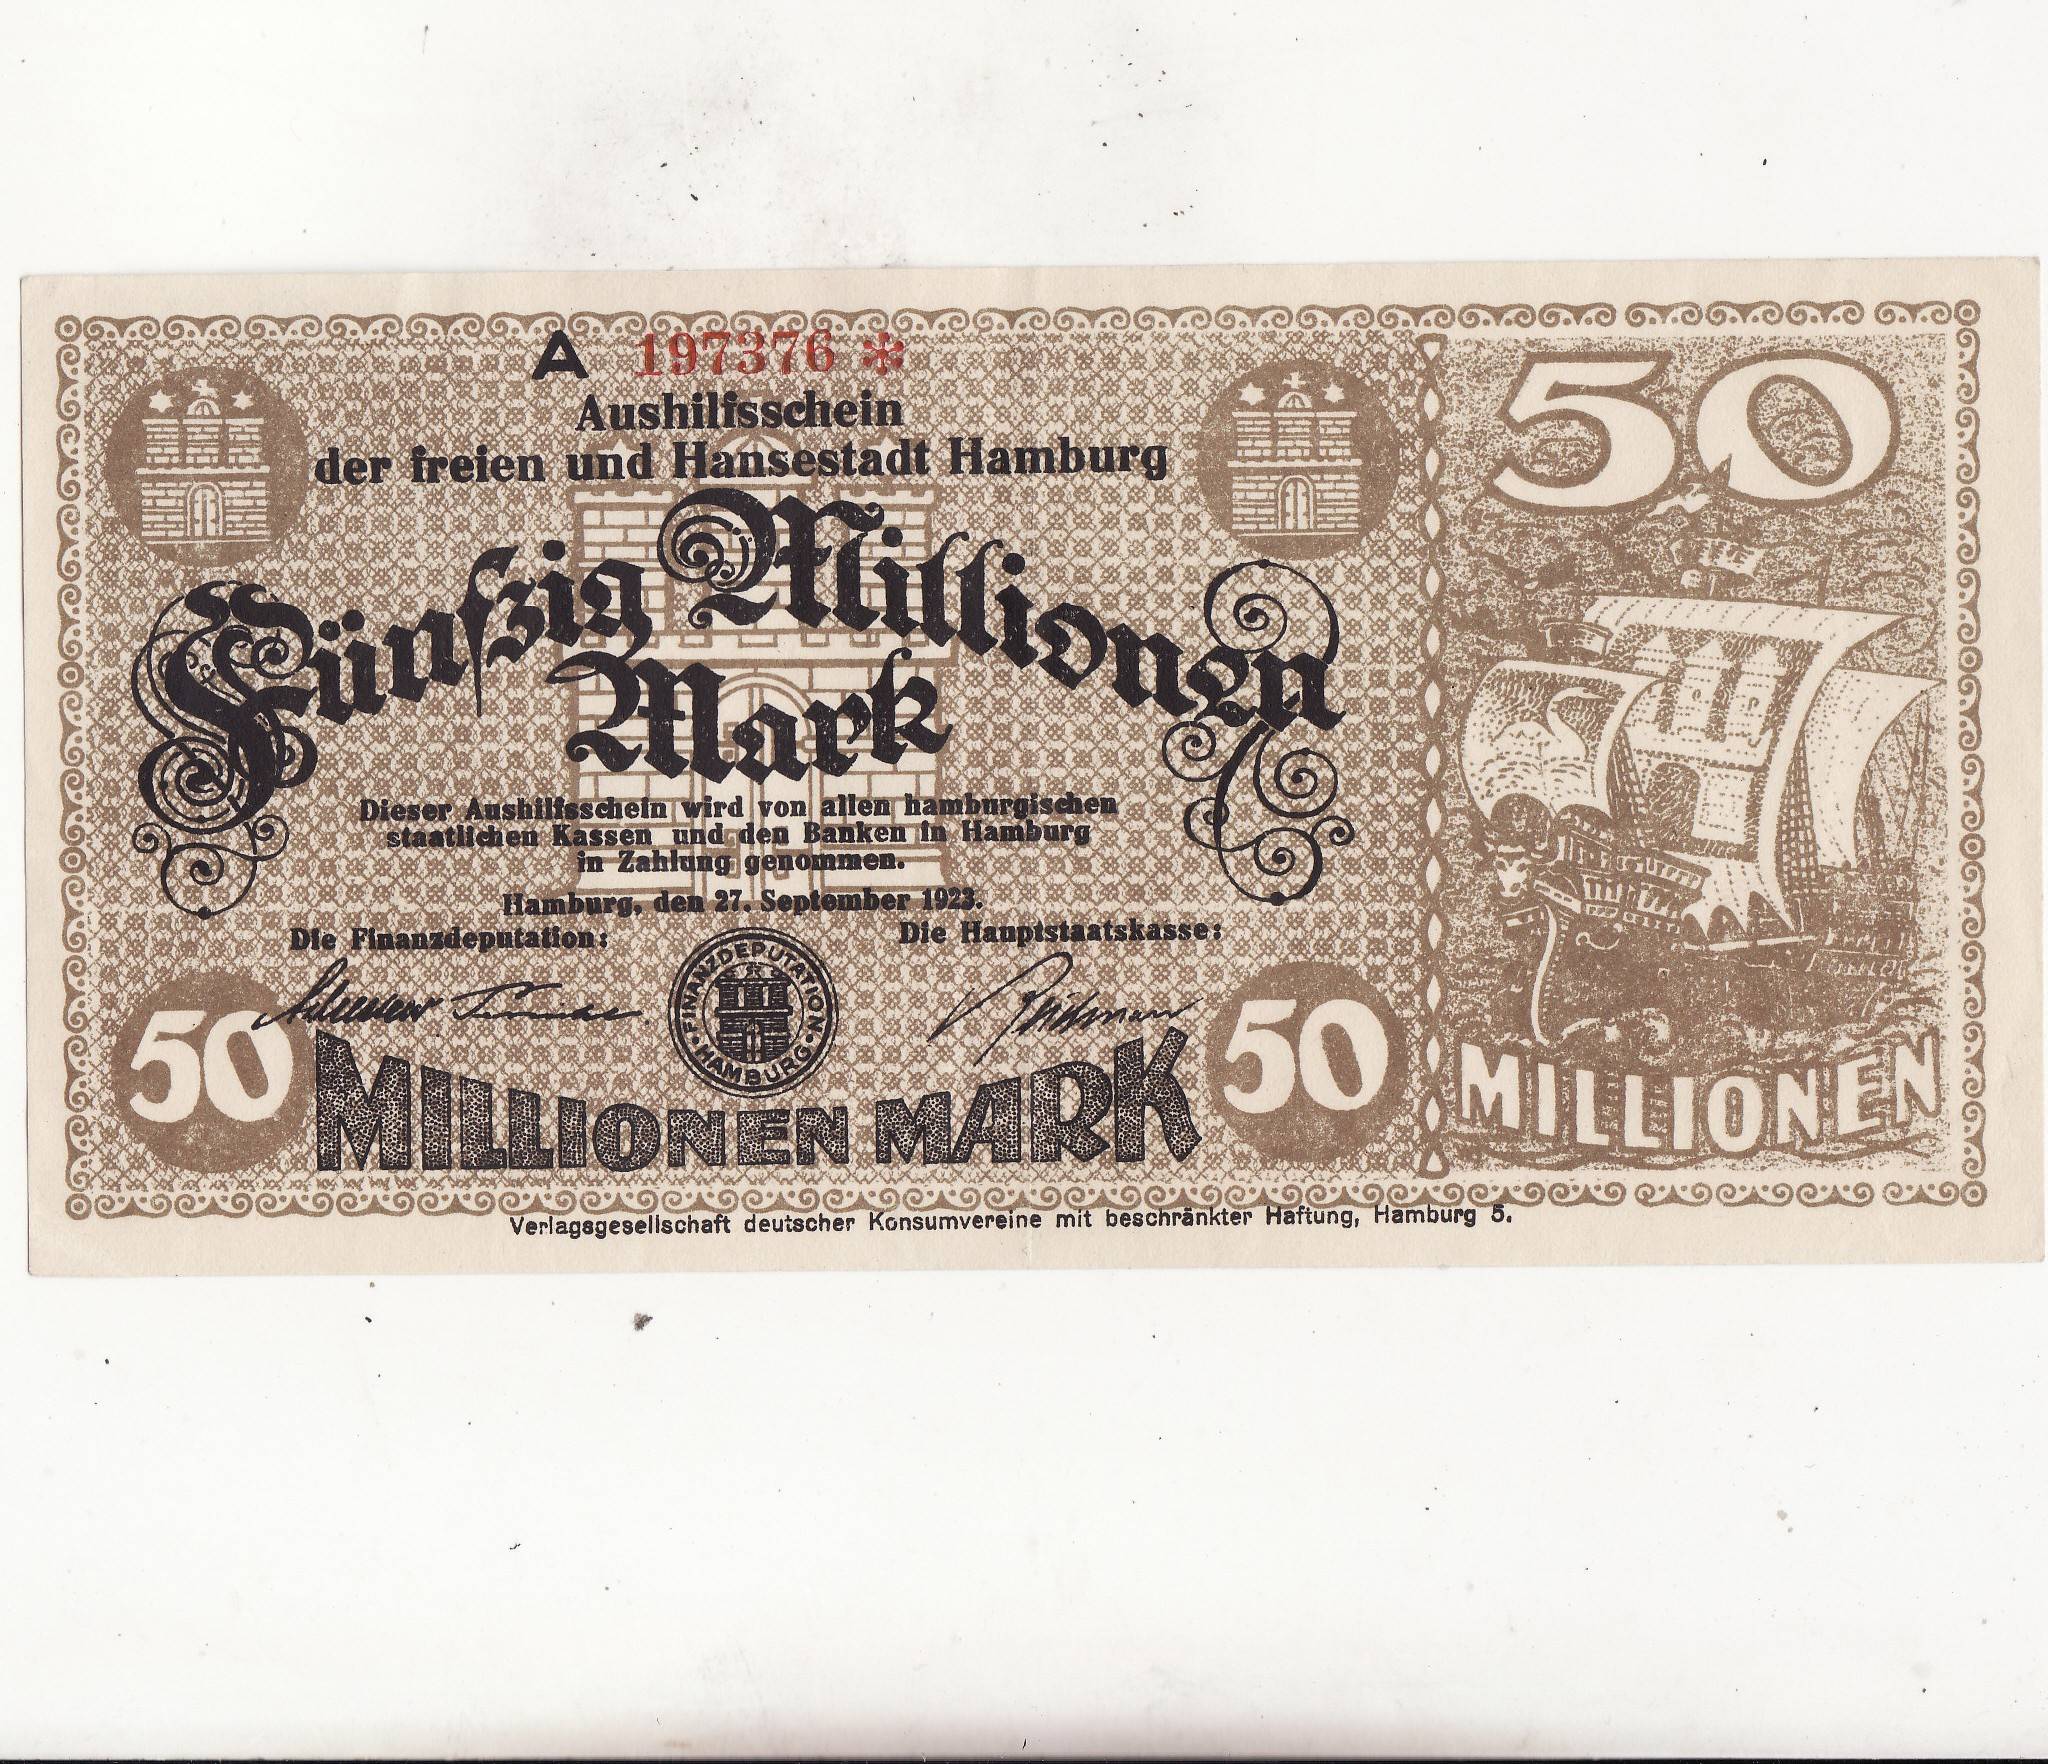 A 197376 *
Aushilfsschein
der freien und Hansestadt Hamburg
Fünfzig Millionen
Mark
Dieser Aushilfsschein wird von allen hamburgischen
staatlichen Kassen und den Banken in Hamburg
in Zahlung genommen.
Hamburg, den 27. September 1923.
Die Finanzdeputation:
Die Hauptstaatskasse:
FINANZDEPUTATION
HAMBURG
50
MILLIONEN MARK
50
50
MILLIONEN
Verlagsgesellschaft deutscher Konsumvereine mit beschränkter Haftung, Hamburg 5.